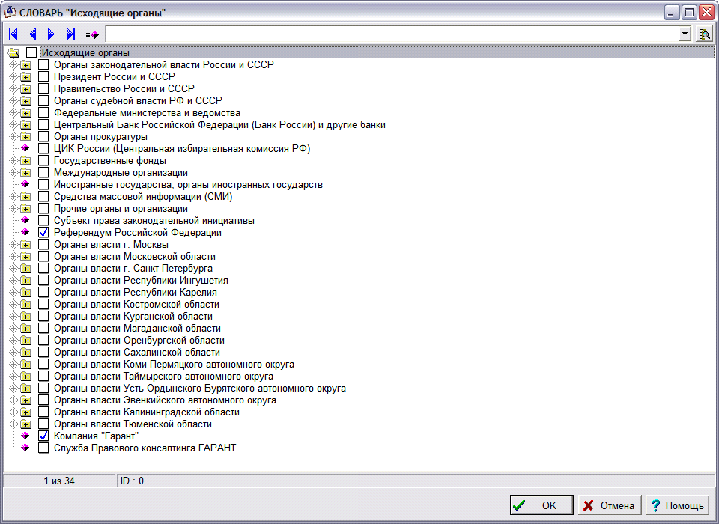 СЛОВАРЬ "Исходящие органы"
Исходящие органы
Органы законодательной власти России и СССР
Президент России и СССР
Правительство России и СССР
Органы судебной власти РФ и СССР
Федеральные министерства и ведомства
Центральный Банк Российской Федерации (Банк России) и другие банки
Органы прокуратуры
ЦИК России (Центральная избирательная комиссия РФ)
Государственные фонды
Международные организации
Иностранные государства, органы иностранных государств
Средства массовой информации (СМИ)
Прочие органы и организации
Субъект права законодательной инициативы
Референдум Российской Федерации
Органы власти г. Москвы
Органы власти Московской области
Органы власти г. Санкт-Петербурга
Органы власти Республики Ингушетия
Органы власти Республики Карелия
Органы власти Костромской области
Органы власти Курганской области
Органы власти Магаданской области
Органы власти Оренбургской области
Органы власти Сахалинской области
Органы власти Коми-Пермяцкого автономного округа
Органы власти Таймырского автономного округа
Органы власти Усть-Ордынского Бурятского автономного округа
Органы власти Эвенкийского автономного округа
Органы власти Калининградской области
Органы власти Тюменской области
Компания "Гарант"
Служба Правового консалтинга ГАРАНТ
1 из 34 ID : 0
OK Отмена Помощь